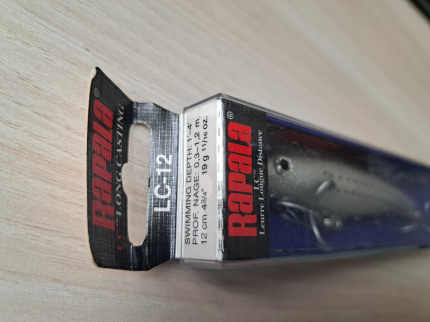 RAPALA®
LONG CASTING
LC-12
SWIMMING DEPTH: 1'-4'
PROF. NAGE: 0.3-1,2 m
12 cm 4¾" 19 g 11/16 oz.
RAPALA®
LC®
Leurre Longue Distance